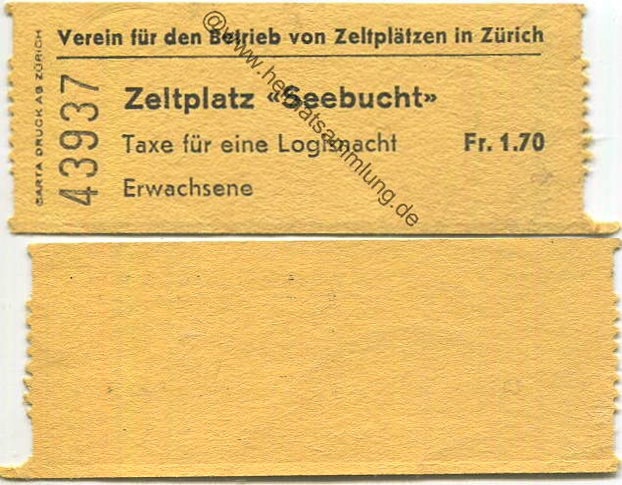 Verein für den Betrieb von Zeltplätzen in Zürich
Zeltplatz «Seebucht»
Taxe für eine Logisnacht Fr. 1.70
Erwachsene
43937
CARTA DRUCK AG ZÜRICH
@www.heimatsammlung.de